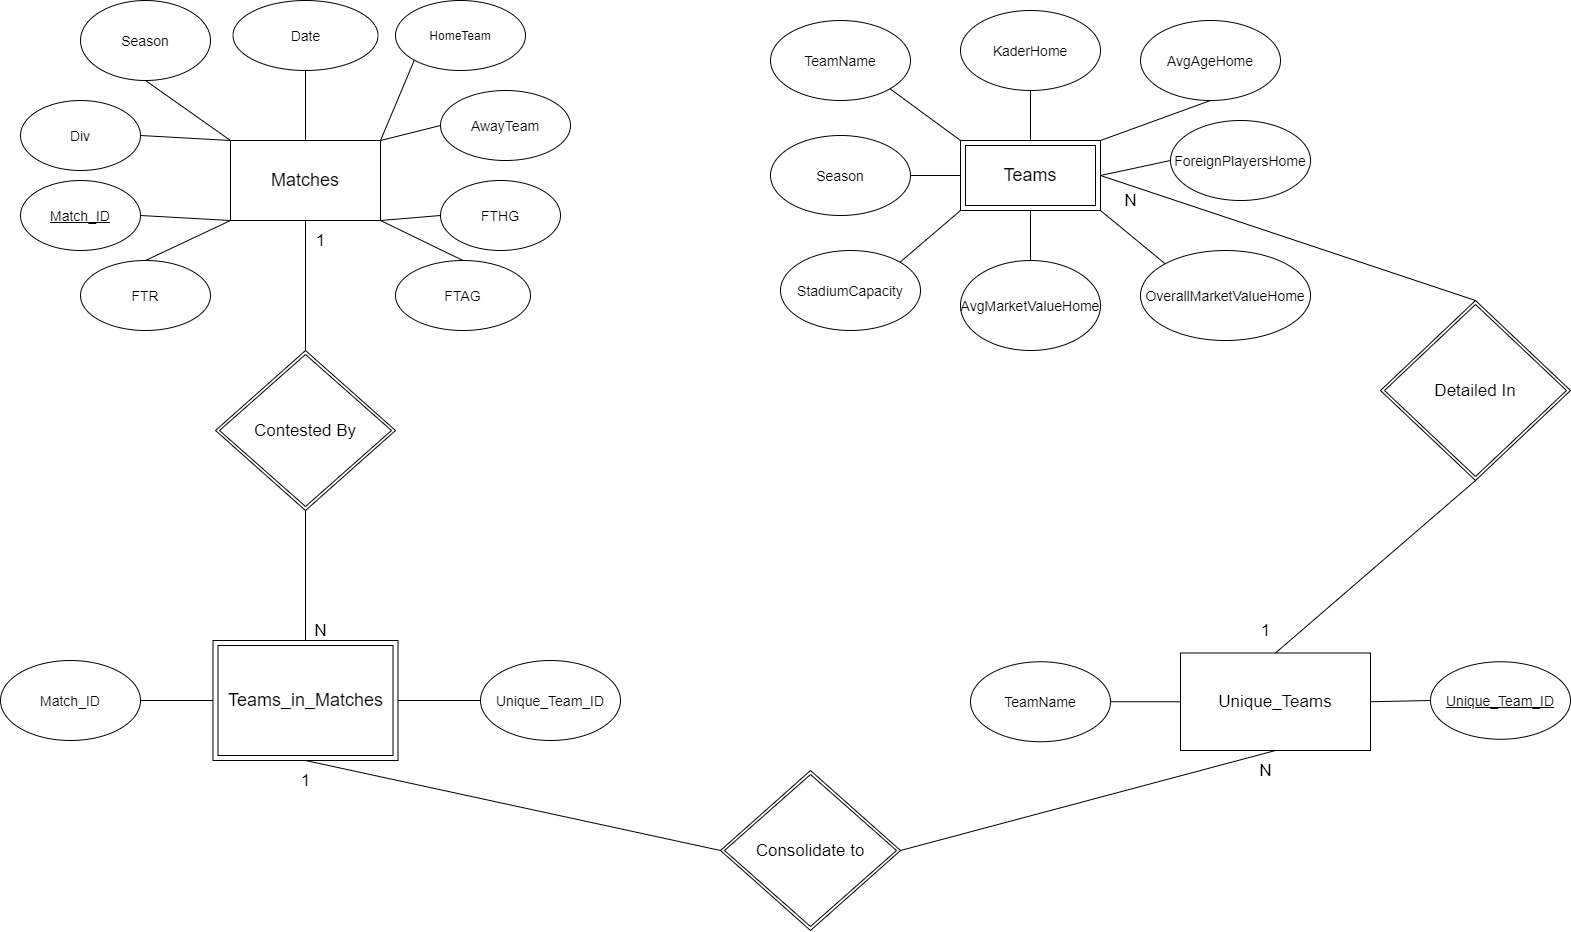 Season
Date
HomeTeam
Div
AwayTeam
Matches
Match_ID
FTHG
FTR
FTAG
1
Contested By
N
Teams_in_Matches
Match_ID
Unique_Team_ID
1
TeamName
KaderHome
AvgAgeHome
Season
Teams
ForeignPlayersHome
N
StadiumCapacity
AvgMarketValueHome
OverallMarketValueHome
Detailed In
1
TeamName
Unique_Teams
Unique_Team_ID
N
Consolidate to